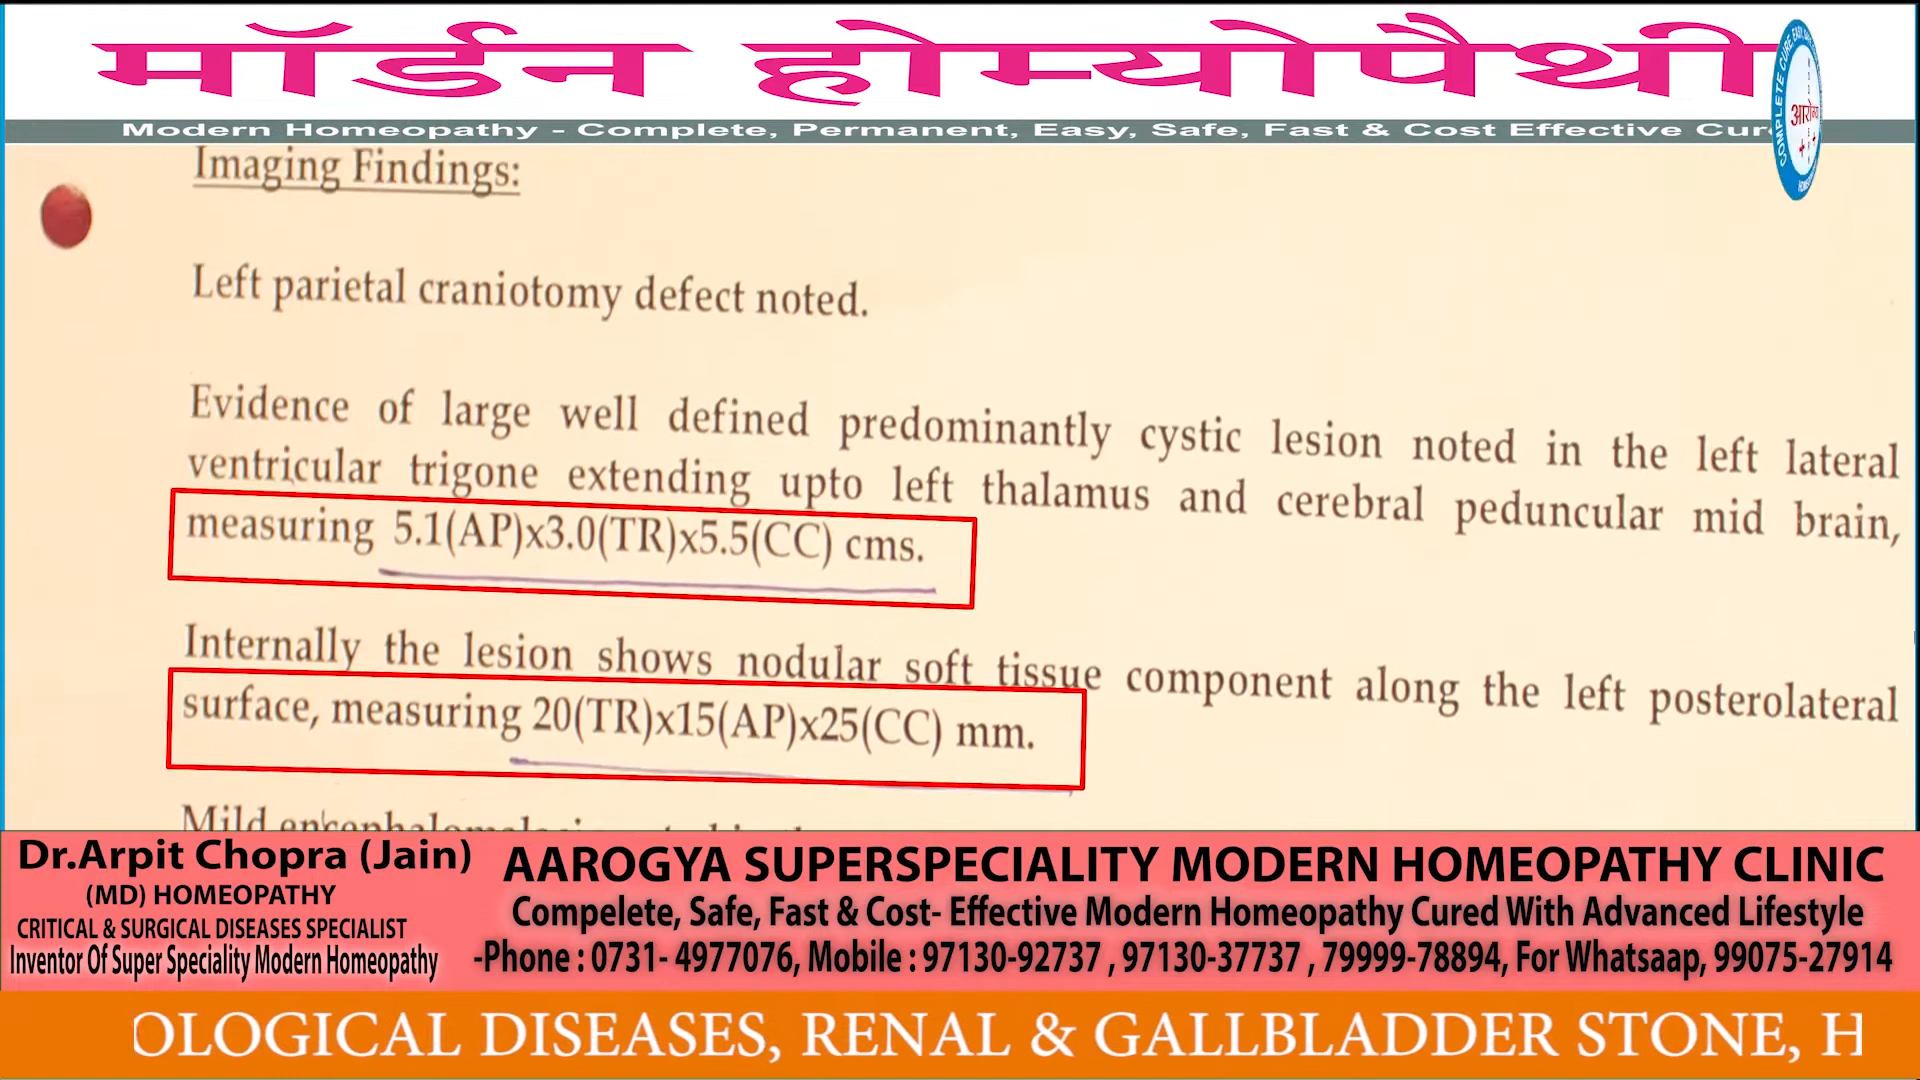 मॉर्डन होम्योपैथी
Modern Homeopathy - Complete, Permanent, Easy, Safe, Fast & Cost Effective Cur
COMPLETE CURE, EASY,
आरोग्य
Imaging Findings:
Left parietal craniotomy defect noted.
Evidence of large well defined predominantly cystic lesion noted in the left lateral
ventricular trigone extending upto left thalamus and cerebral peduncular mid brain,
measuring 5.1(AP)x3.0(TR)x5.5(CC) cms.
Internally the lesion shows nodular soft tissue component along the left posterolateral
surface, measuring 20(TR)x15(AP)x25(CC) mm.
Mild
Dr.Arpit Chopra (Jain)
(MD) HOMEOPATHY
CRITICAL & SURGICAL DISEASES SPECIALIST
Inventor Of Super Speciality Modern Homeopathy
AAROGYA SUPERSPECIALITY MODERN HOMEOPATHY CLINIC
Compelete, Safe, Fast & Cost- Effective Modern Homeopathy Cured With Advanced Lifestyle
-Phone : 0731- 4977076, Mobile : 97130-92737 , 97130-37737 , 79999-78894, For Whatsaap, 99075-27914
OLOGICAL DISEASES, RENAL & GALLBLADDER STONE, H